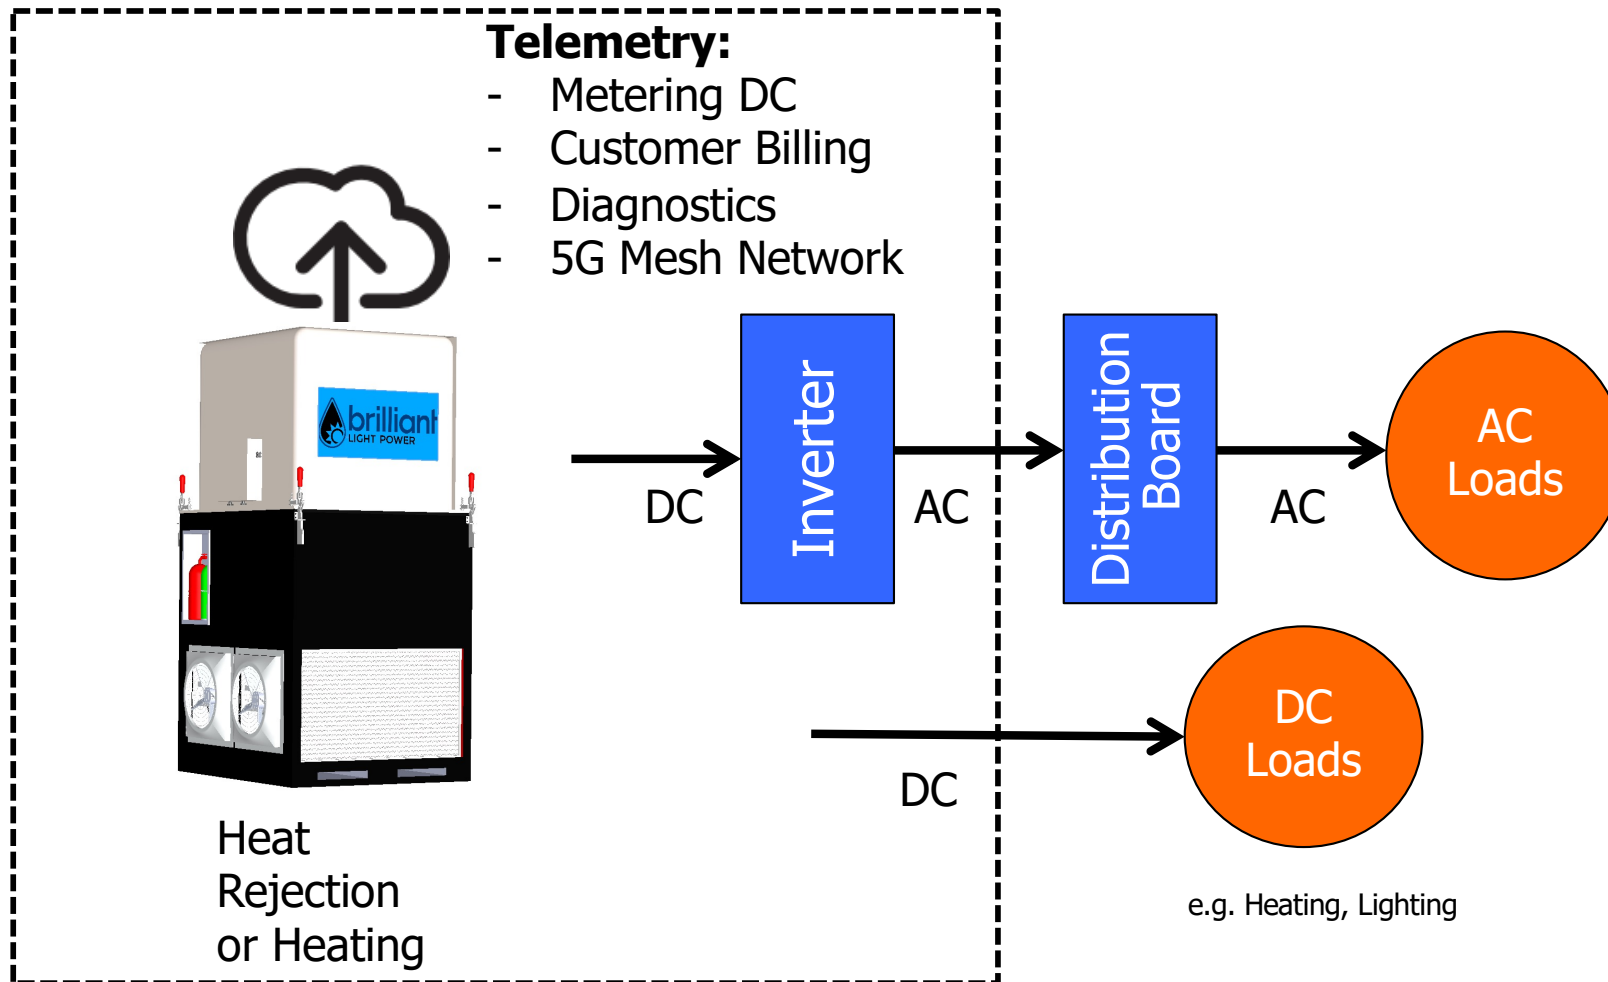 Telemetry:
- Metering DC
- Customer Billing
- Diagnostics
- 5G Mesh Network
brilliant
LIGHT POWER
Inverter
Distribution
Board
AC
Loads
DC
AC
AC
DC
Loads
DC
Heat
Rejection
or Heating
e.g. Heating, Lighting